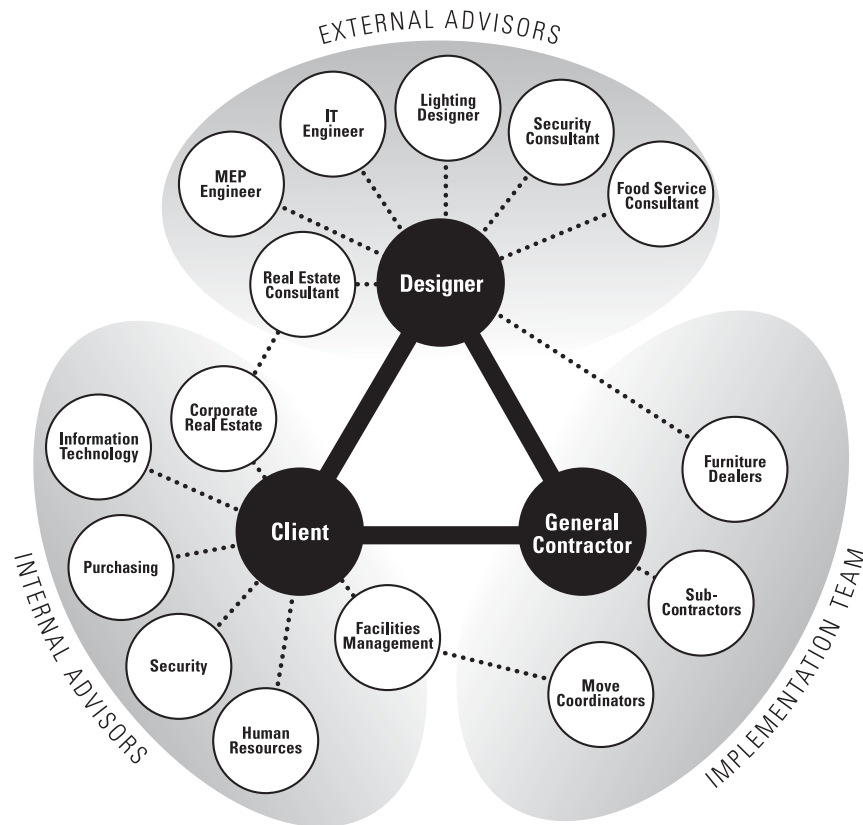 EXTERNAL ADVISORS
Lighting
Designer
IT
Engineer
Security
Consultant
MEP
Engineer
Food Service
Consultant
Real Estate
Consultant
Designer
Corporate
Real Estate
Information
Technology
Furniture
Dealers
Client
General
Contractor
Purchasing
Sub-
Contractors
Facilities
Management
Security
Move
Coordinators
Human
Resources
INTERNAL ADVISORS
IMPLEMENTATION TEAM